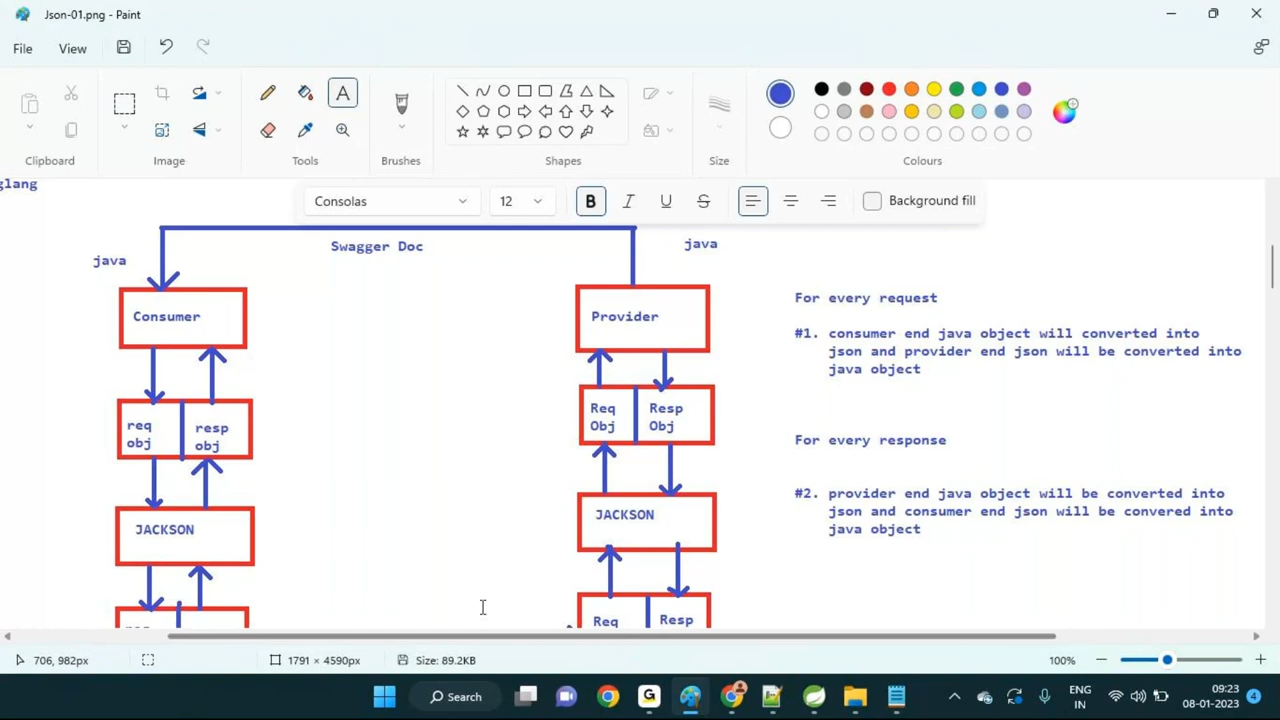 Json-01.png - Paint
File
View
Clipboard
Image
Tools
Brushes
Shapes
Size
Colours
Consolas
12
B
Background fill
glang
Swagger Doc
java
java
Consumer
Provider
req
obj
resp
obj
Req
Obj
Resp
Obj
JACKSON
JACKSON
Req
Resp
For every request
#1. consumer end java object will converted into
json and provider end json will be converted into
java object
For every response
#2. provider end java object will be converted into
json and consumer end json will be convered into
java object
706, 982px
1791 × 4590px
Size: 89.2KB
100%
Search
ENG
IN
09:23
08-01-2023
4